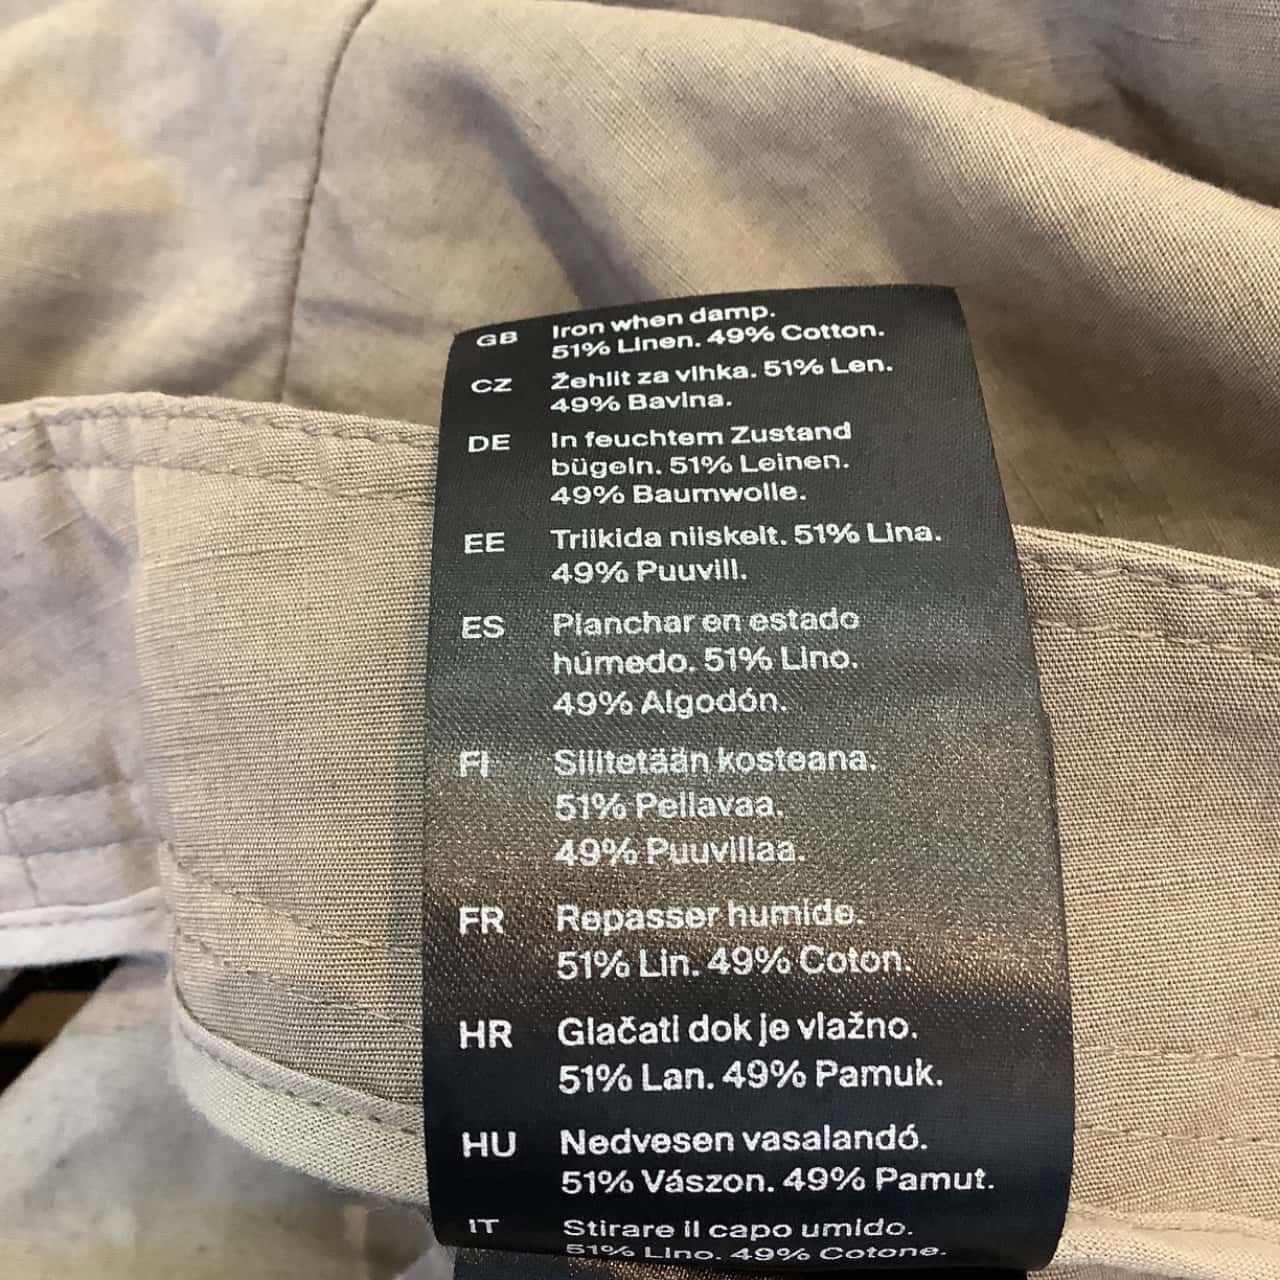 GB Iron when damp.
51% Linen. 49% Cotton.
CZ Žehlit za vlhka. 51% Len.
49% Bavlna.
DE In feuchtem Zustand
bügeln. 51% Leinen.
49% Baumwolle.
EE Triikida niiskelt. 51% Lina.
49% Puuvill.
ES Planchar en estado
húmedo. 51% Lino.
49% Algodón.
FI Silitetään kosteana.
51% Pellavaa.
49% Puuvillaa.
FR Repasser humide.
51% Lin. 49% Coton.
HR Glačati dok je vlažno.
51% Lan. 49% Pamuk.
HU Nedvesen vasalandó.
51% Vászon. 49% Pamut.
IT Stirare il capo umido.
51% Lino. 49% Cotone.